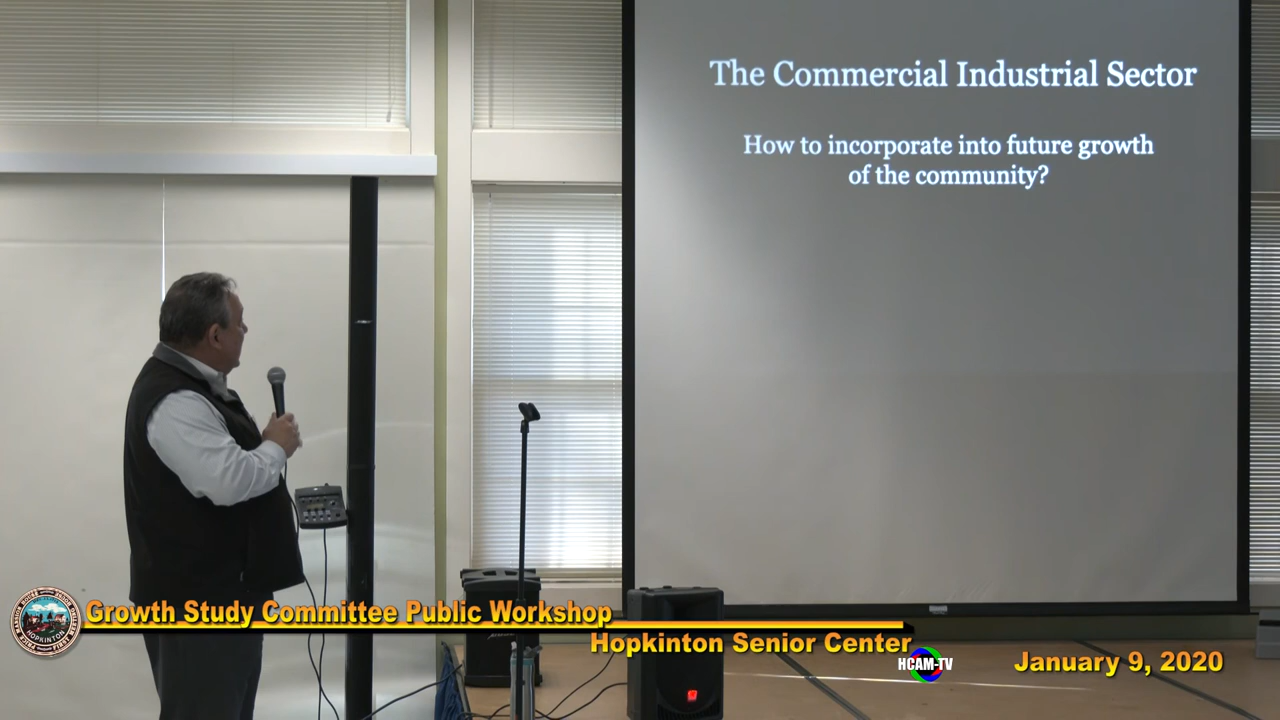 The Commercial Industrial Sector
How to incorporate into future growth
of the community?
Growth Study Committee Public Workshop
Hopkinton Senior Center
HCAM-TV
January 9, 2020
HOPKINTON